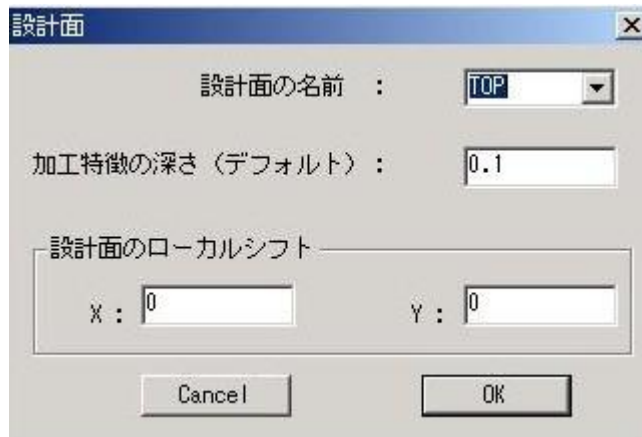 設計面
設計面の名前 : TOP
加工特徴の深さ (デフォルト) : 0.1
設計面のローカルシフト
X : 0 Y : 0
Cancel OK